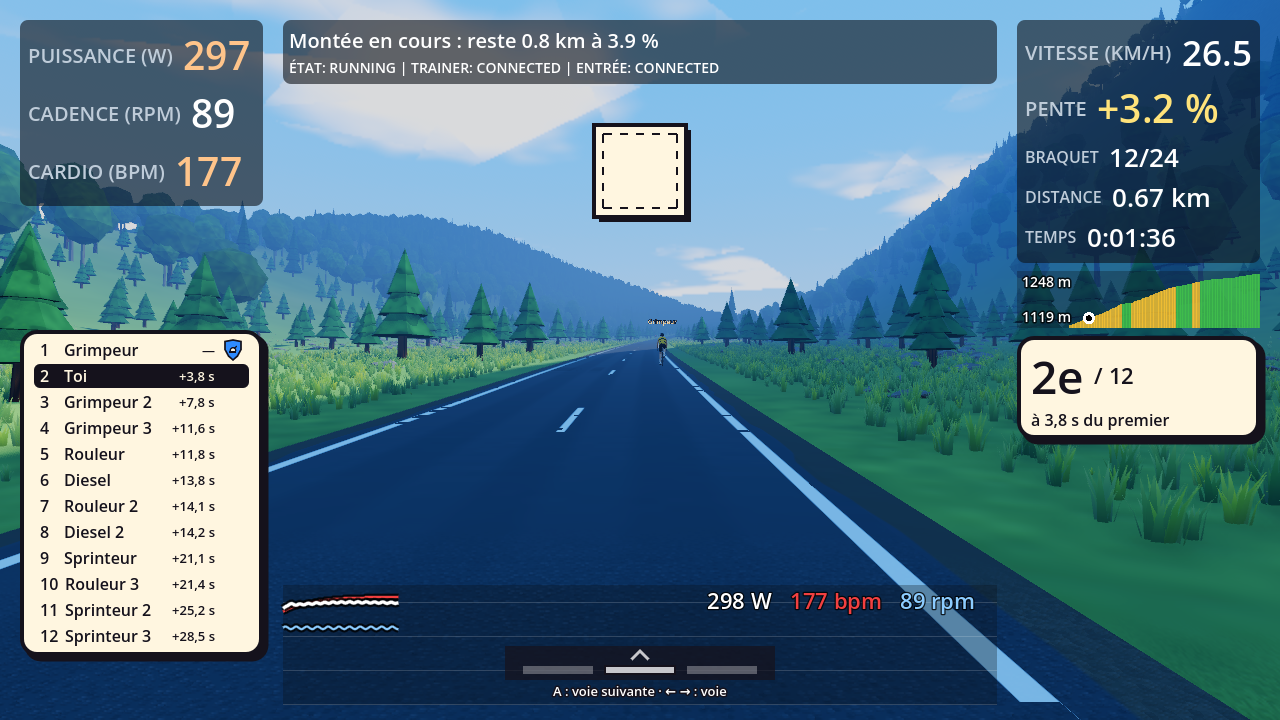 PUISSANCE (W) 297
CADENCE (RPM) 89
CARDIO (BPM) 177
Montée en cours : reste 0.8 km à 3.9 %
ÉTAT: RUNNING | TRAINER: CONNECTED | ENTRÉE: CONNECTED
VITESSE (KM/H) 26.5
PENTE +3.2 %
BRAQUET 12/24
DISTANCE 0.67 km
TEMPS 0:01:36
1248 m
1119 m
2e / 12
à 3,8 s du premier
Grimpeur
1 Grimpeur —
2 Toi +3,8 s
3 Grimpeur 2 +7,8 s
4 Grimpeur 3 +11,6 s
5 Rouleur +11,8 s
6 Diesel +13,8 s
7 Rouleur 2 +14,1 s
8 Diesel 2 +14,2 s
9 Sprinteur +21,1 s
10 Rouleur 3 +21,4 s
11 Sprinteur 2 +25,2 s
12 Sprinteur 3 +28,5 s
298 W 177 bpm 89 rpm
A : voie suivante · ← → : voie